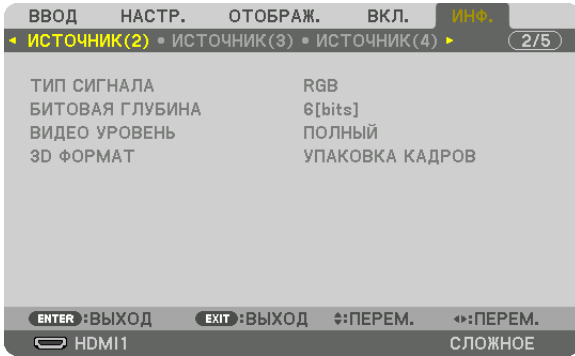 ВВОД НАСТР. ОТОБРАЖ. ВКЛ. ИНФ.
◄ ИСТОЧНИК(2) • ИСТОЧНИК(3) • ИСТОЧНИК(4) ► 2/5
ТИП СИГНАЛА RGB
БИТОВАЯ ГЛУБИНА 6[bits]
ВИДЕО УРОВЕНЬ ПОЛНЫЙ
3D ФОРМАТ УПАКОВКА КАДРОВ
ENTER :ВЫХОД EXIT :ВЫХОД :ПЕРЕМ. :ПЕРЕМ.
HDMI1 СЛОЖНОЕ